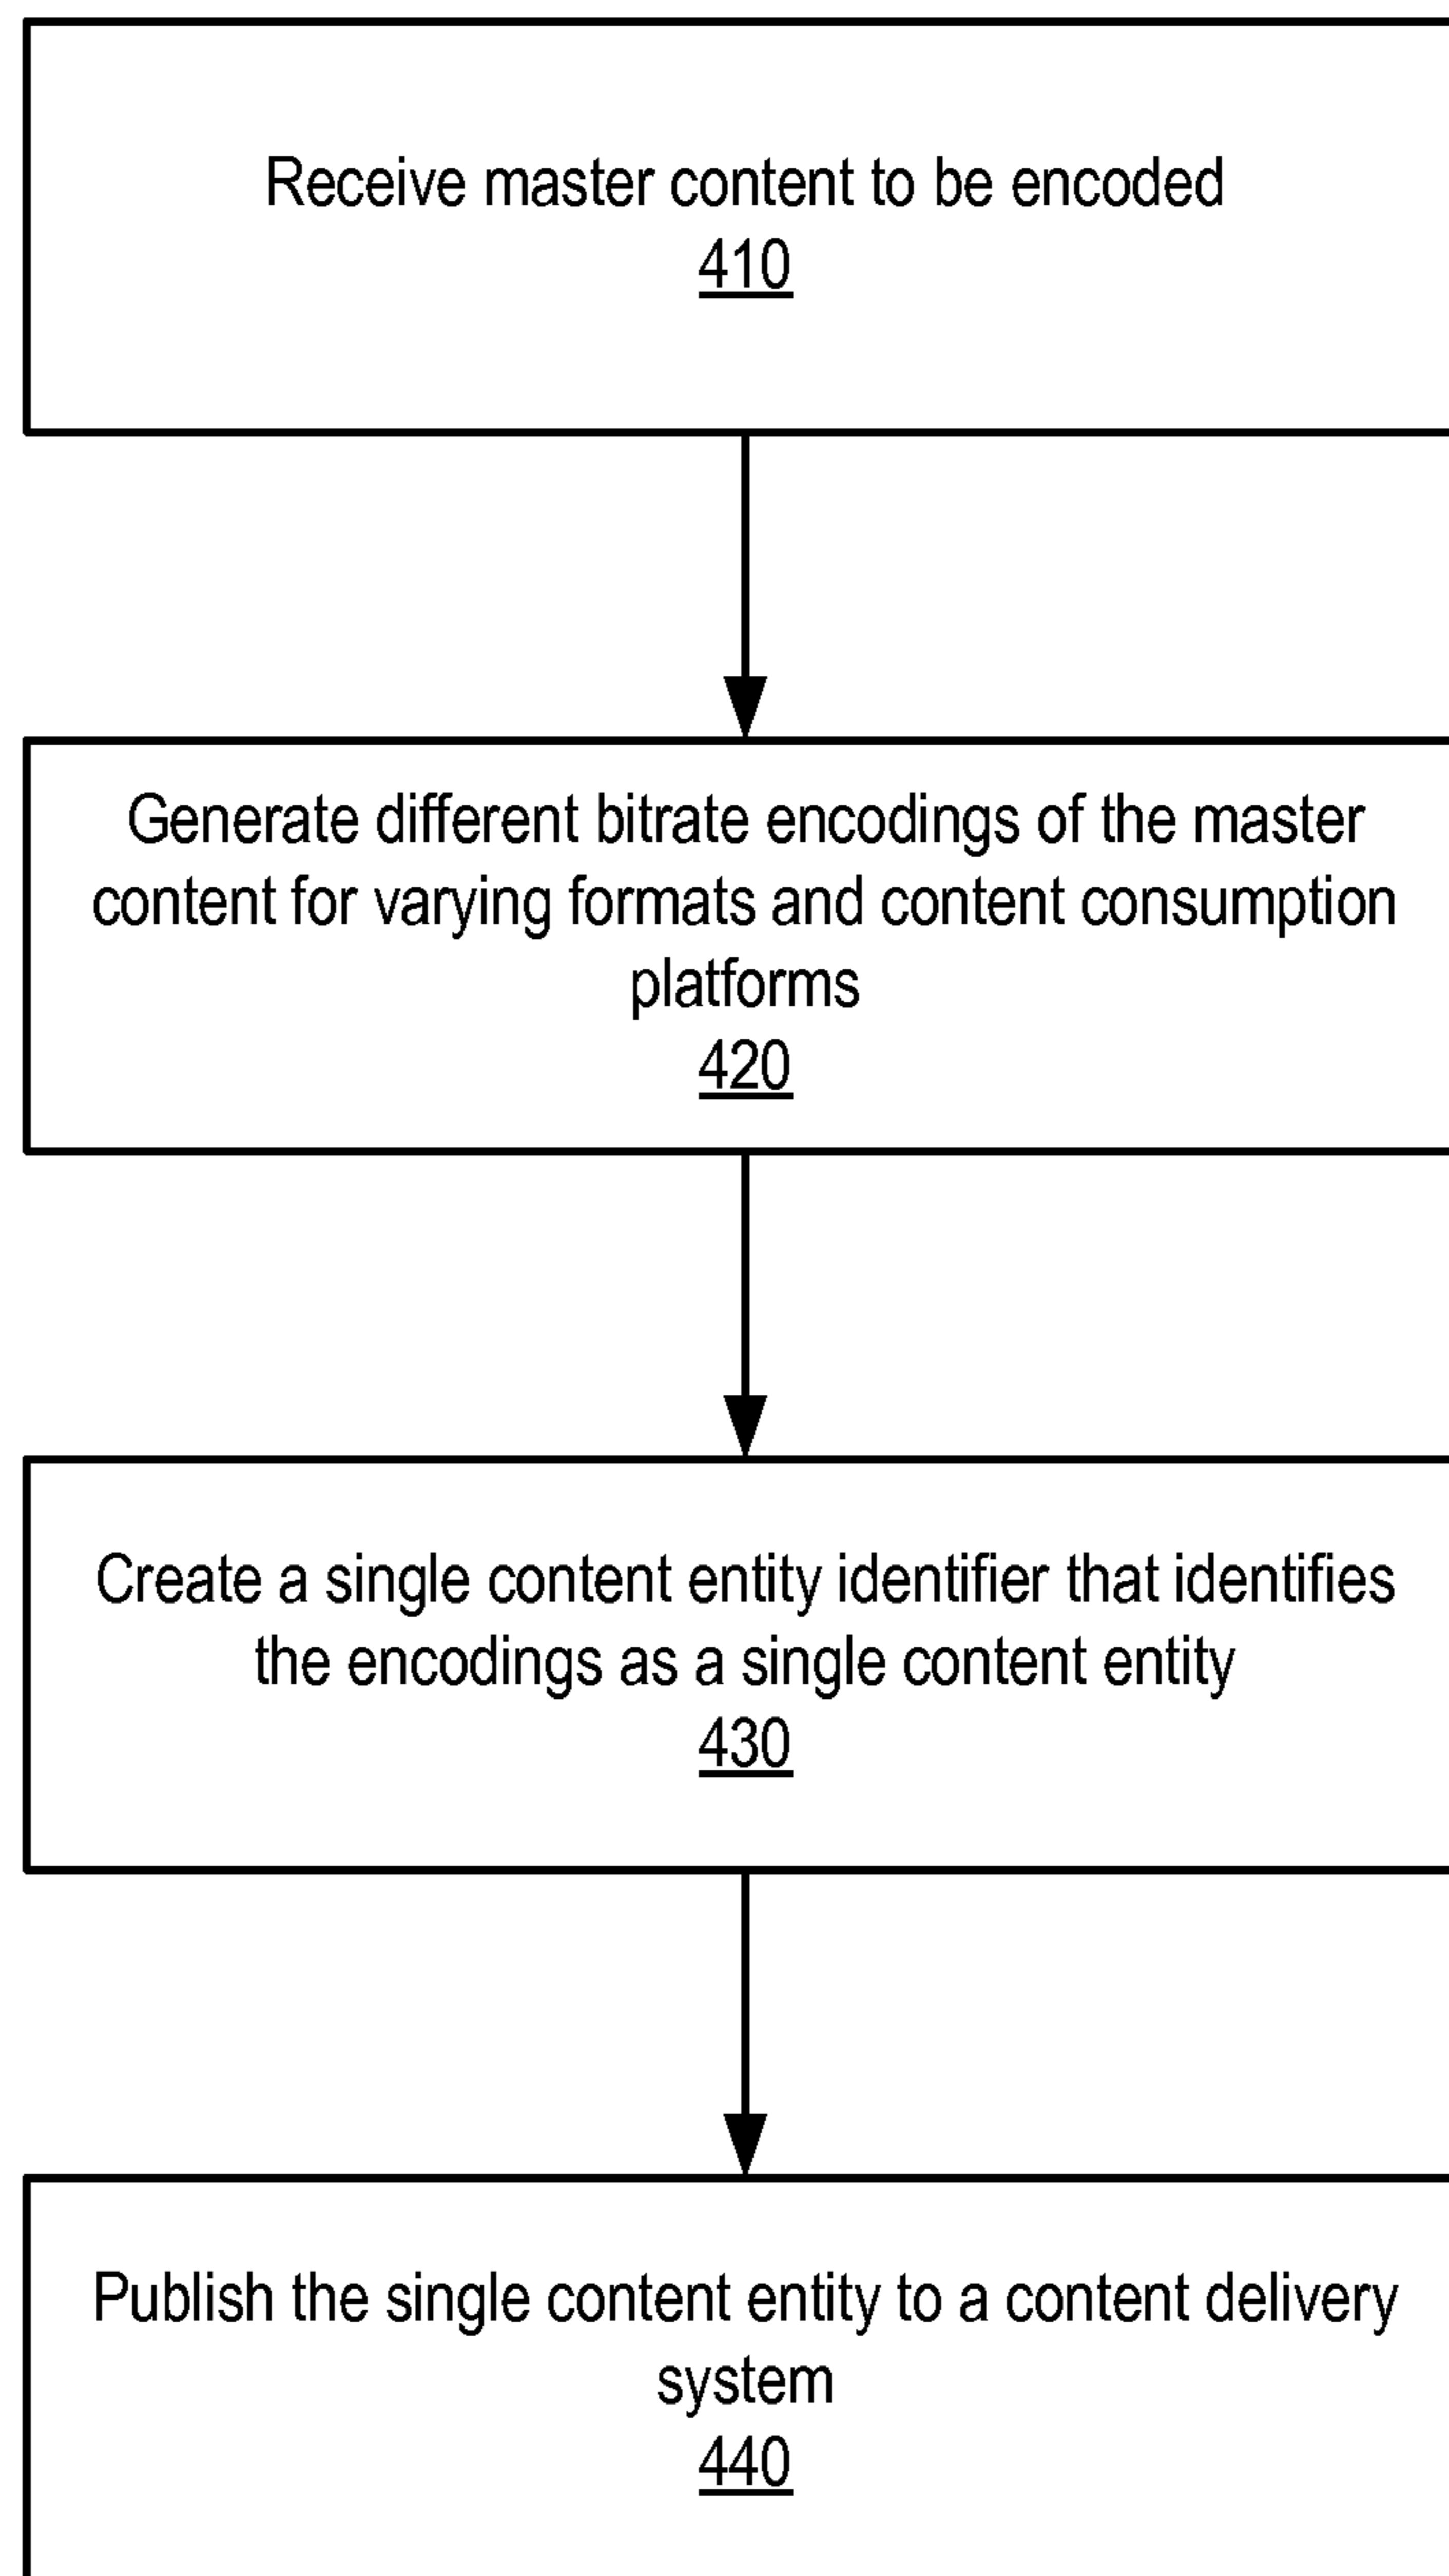 Receive master content to be encoded
410
Generate different bitrate encodings of the master
content for varying formats and content consumption
platforms
420
Create a single content entity identifier that identifies
the encodings as a single content entity
430
Publish the single content entity to a content delivery
system
440